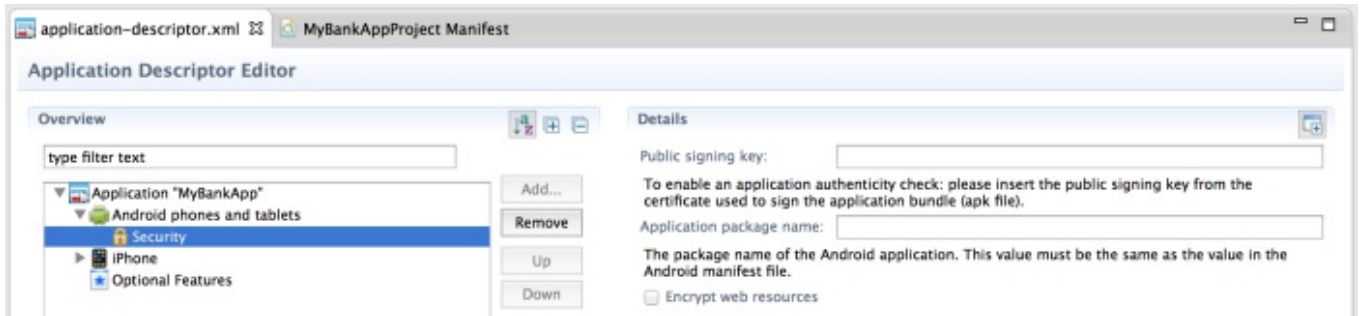 application-descriptor.xml MyBankAppProject Manifest
Application Descriptor Editor
Overview
type filter text
Application "MyBankApp"
Android phones and tablets
Security
iPhone
Optional Features
Add...
Remove
Up
Down
Details
Public signing key:
To enable an application authenticity check: please insert the public signing key from the
certificate used to sign the application bundle (apk file).
Application package name:
The package name of the Android application. This value must be the same as the value in the
Android manifest file.
Encrypt web resources